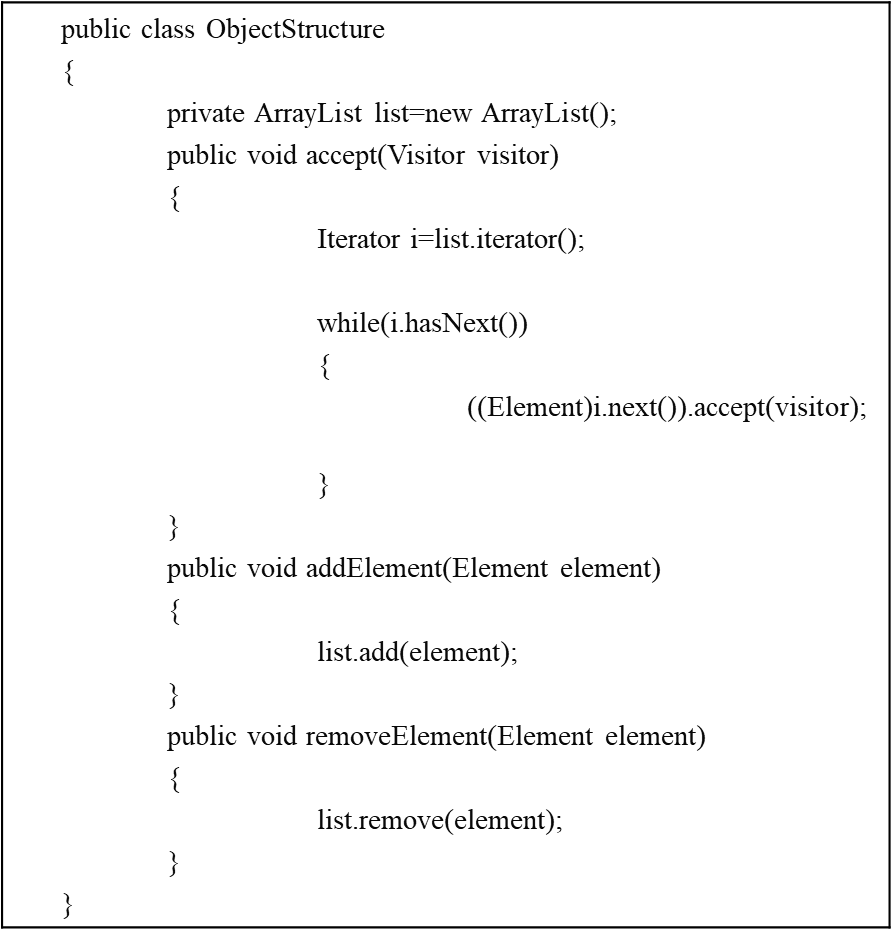 public class ObjectStructure
{
private ArrayList list=new ArrayList();
public void accept(Visitor visitor)
{
Iterator i=list.iterator();
while(i.hasNext())
{
((Element)i.next()).accept(visitor);
}
}
public void addElement(Element element)
{
list.add(element);
}
public void removeElement(Element element)
{
list.remove(element);
}
}